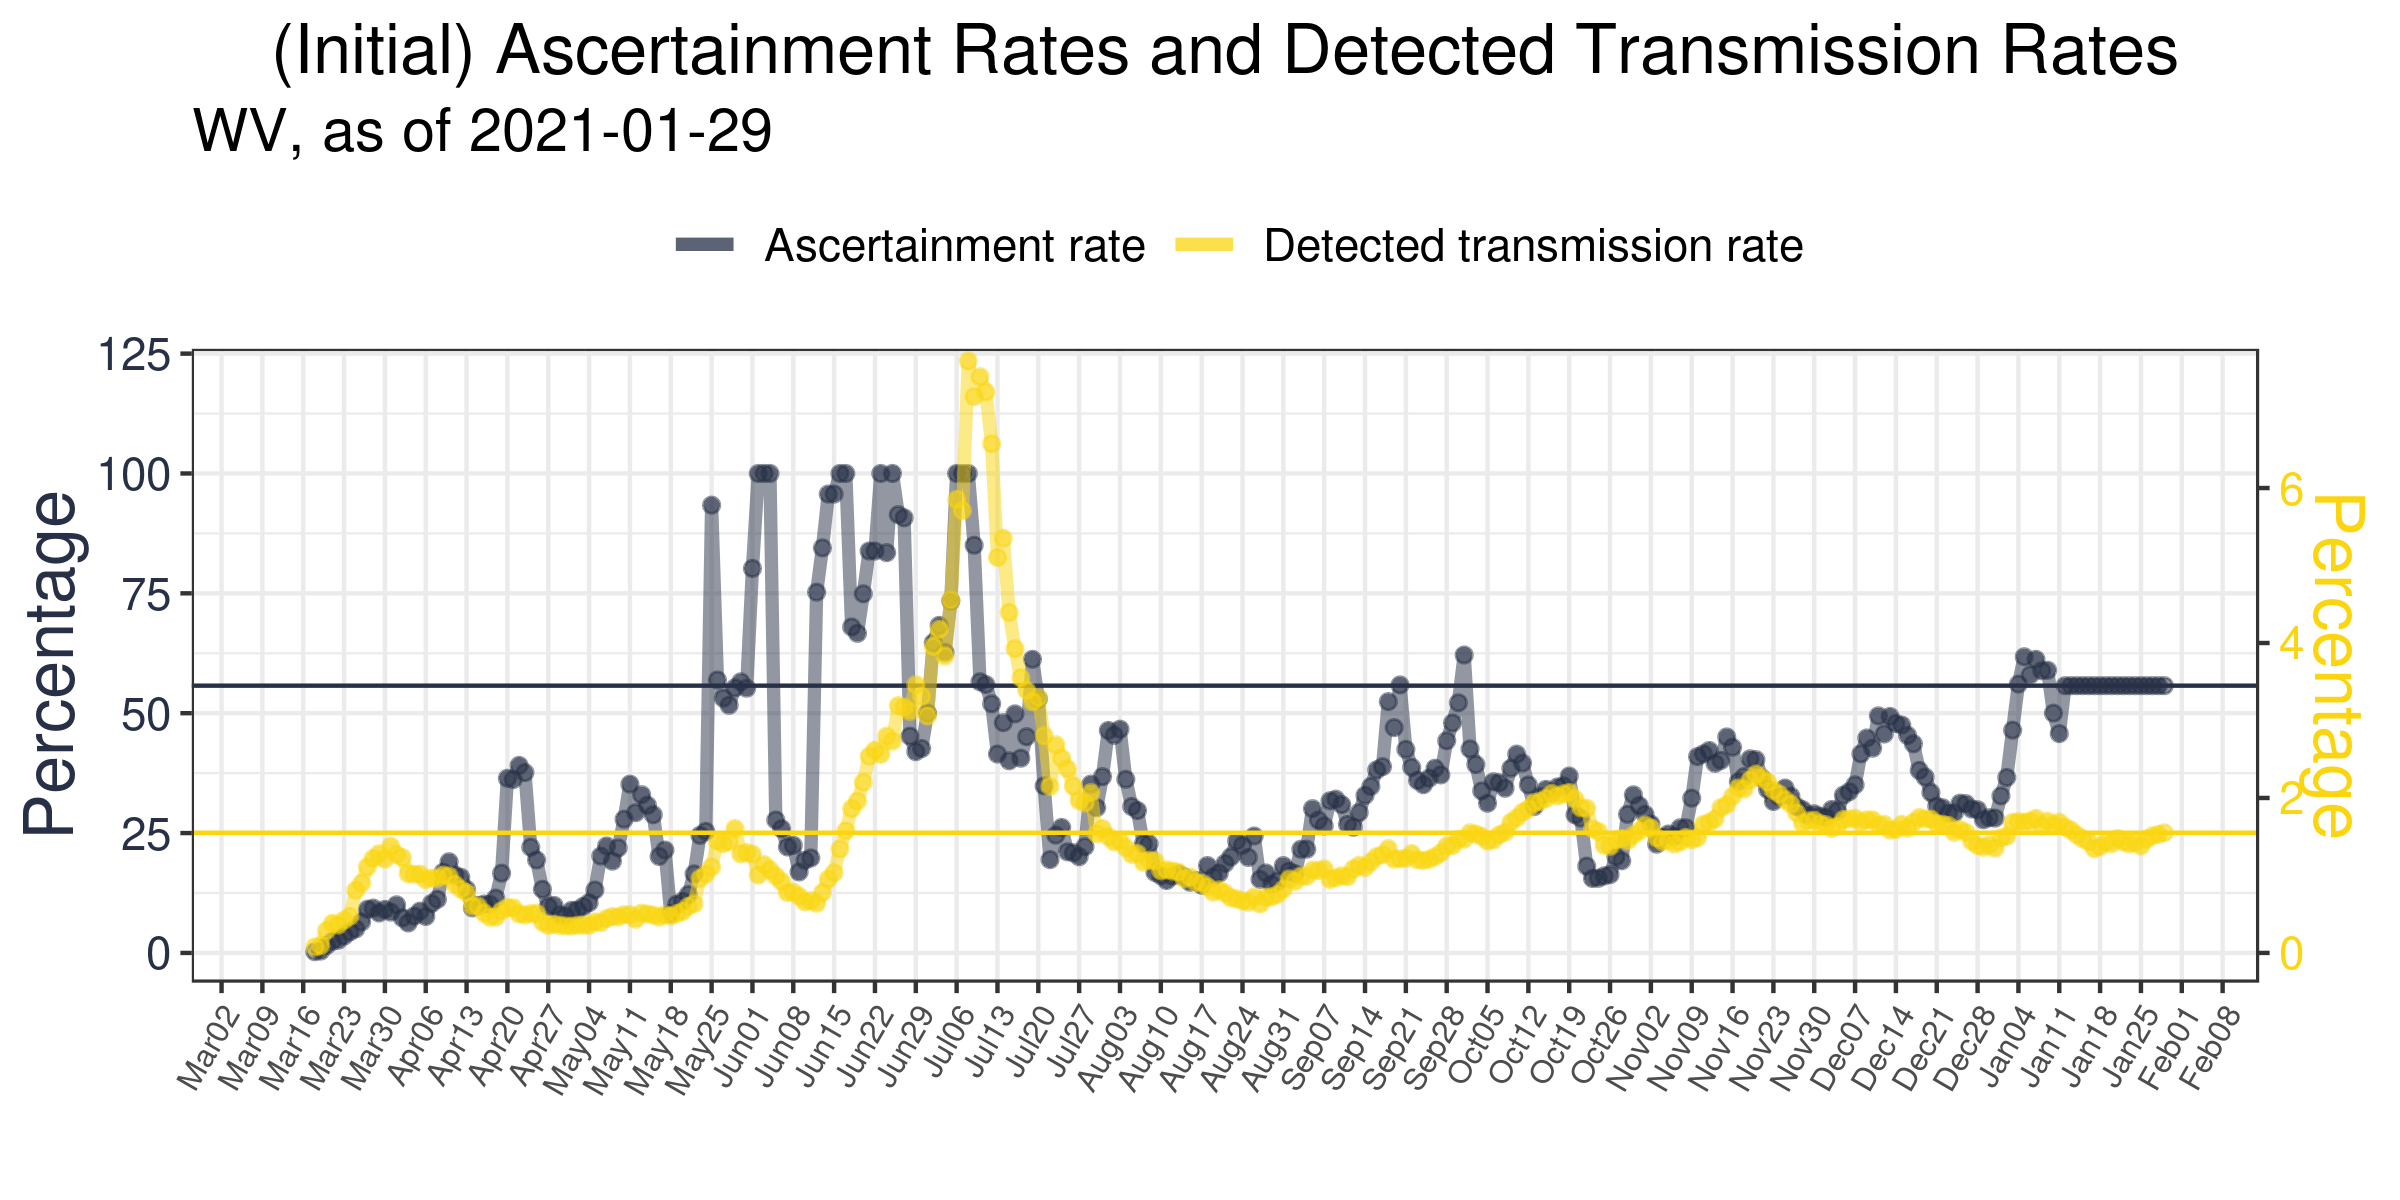 (Initial) Ascertainment Rates and Detected Transmission Rates
WV, as of 2021-01-29
Ascertainment rate Detected transmission rate
Percentage
125
100
75
50
25
0
6
4
2
0
Percentage
Mar02 Mar09 Mar16 Mar23 Mar30 Apr06 Apr13 Apr20 Apr27 May04 May11 May18 May25 Jun01 Jun08 Jun15 Jun22 Jun29 Jul06 Jul13 Jul20 Jul27 Aug03 Aug10 Aug17 Aug24 Aug31 Sep07 Sep14 Sep21 Sep28 Oct05 Oct12 Oct19 Oct26 Nov02 Nov09 Nov16 Nov23 Nov30 Dec07 Dec14 Dec21 Dec28 Jan04 Jan11 Jan18 Jan25 Feb01 Feb08